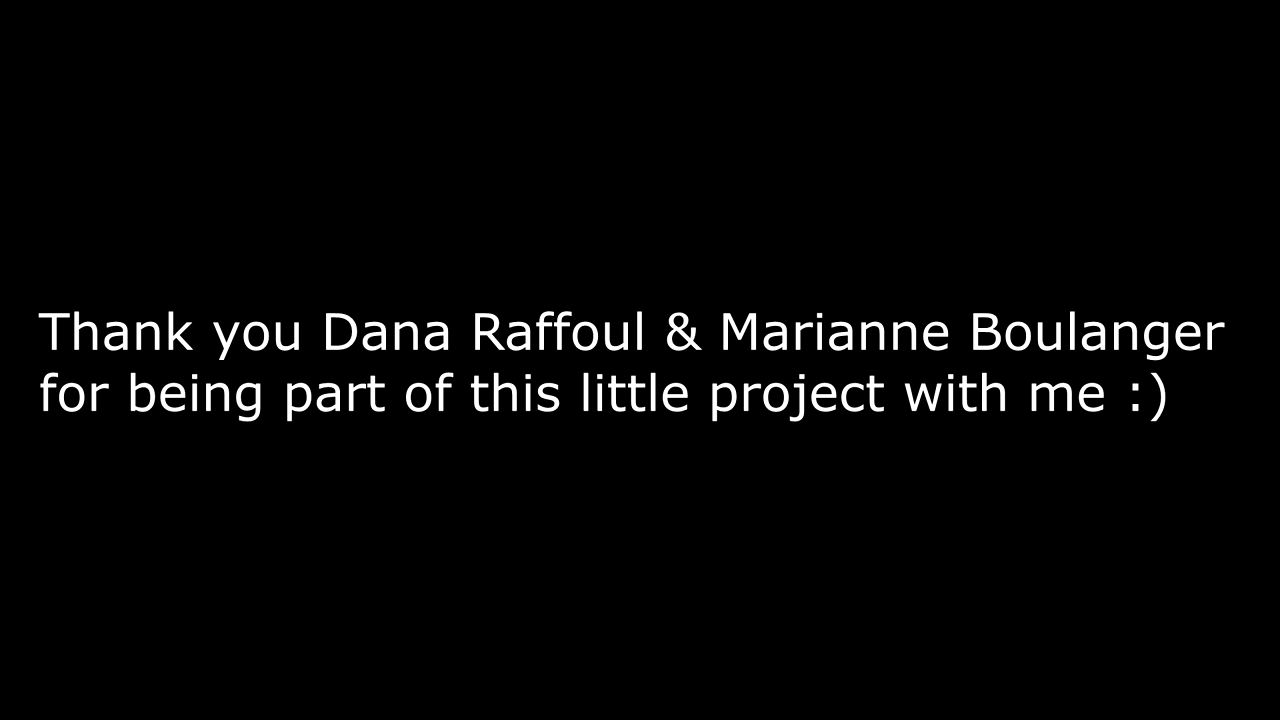 Thank you Dana Raffoul & Marianne Boulanger
for being part of this little project with me :)